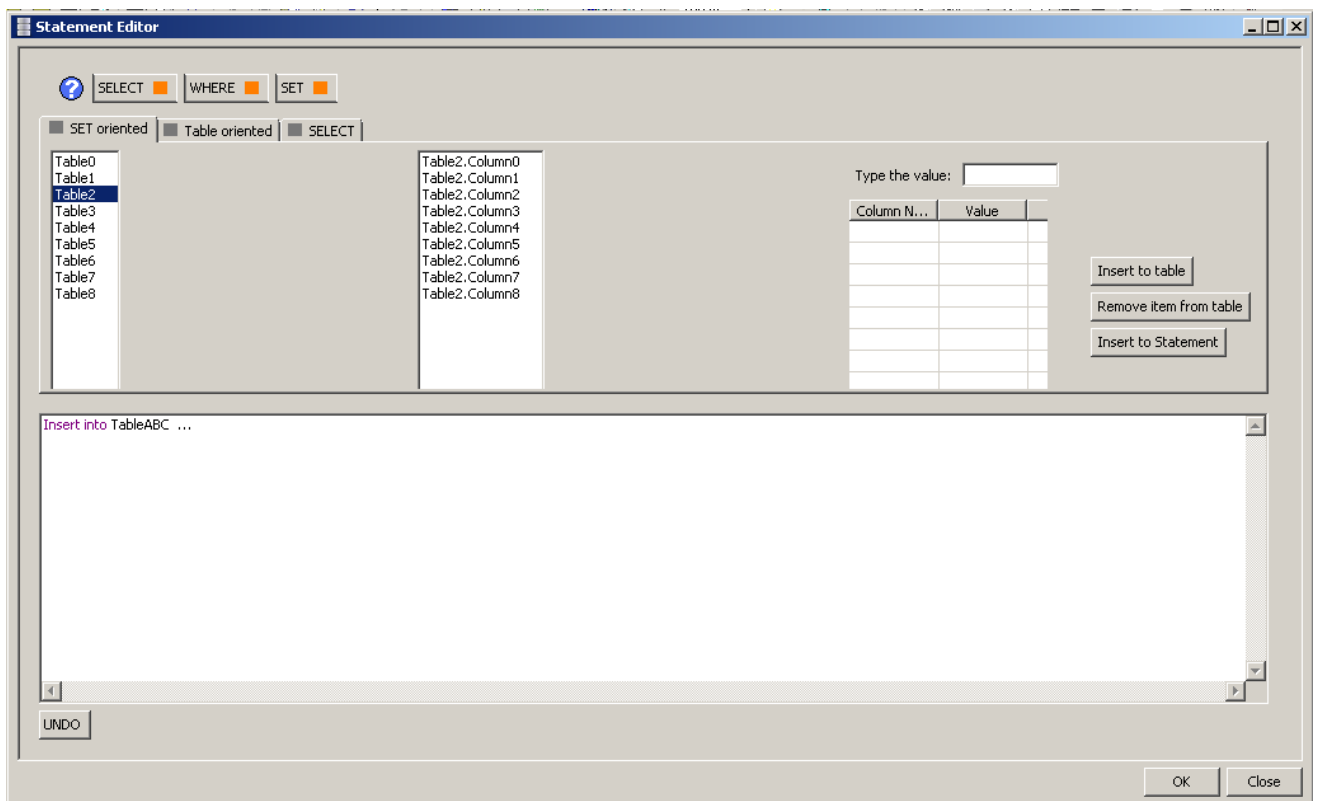 Statement Editor
? SELECT WHERE SET
SET oriented Table oriented SELECT
Table0
Table1
Table2
Table3
Table4
Table5
Table6
Table7
Table8
Table2.Column0
Table2.Column1
Table2.Column2
Table2.Column3
Table2.Column4
Table2.Column5
Table2.Column6
Table2.Column7
Table2.Column8
Type the value:
Column N... Value
Insert to table
Remove item from table
Insert to Statement
Insert into TableABC ...
UNDO
OK Close